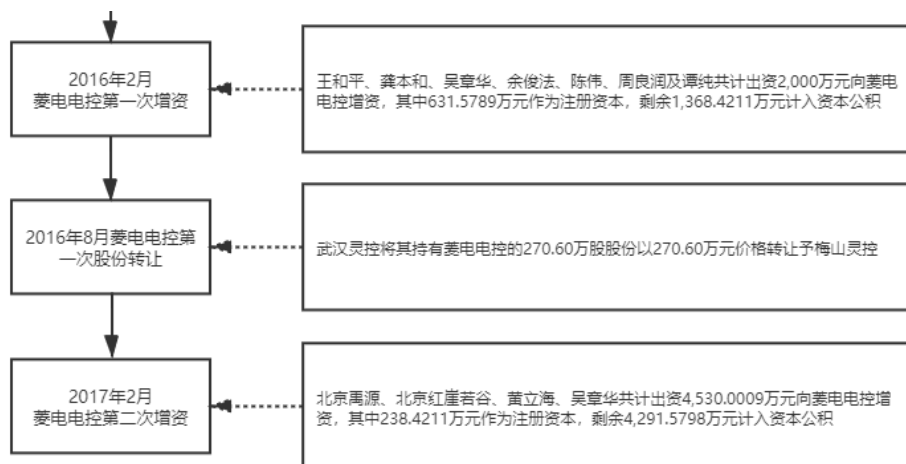 2016年2月
菱电电控第一次增资
王和平、龚本和、吴章华、余俊法、陈伟、周良润及谭纯共计出资2,000万元向菱电
电控增资，其中631.5789万元作为注册资本，剩余1,368.4211万元计入资本公积
2016年8月菱电电控第
一次股份转让
武汉灵控将其持有菱电电控的270.60万股股份以270.60万元价格转让予梅山灵控
2017年2月
菱电电控第二次增资
北京禹源、北京红崖若谷、黄立海、吴章华共计出资4,530.0009万元向菱电电控增
资，其中238.4211万元作为注册资本，剩余4,291.5798万元计入资本公积